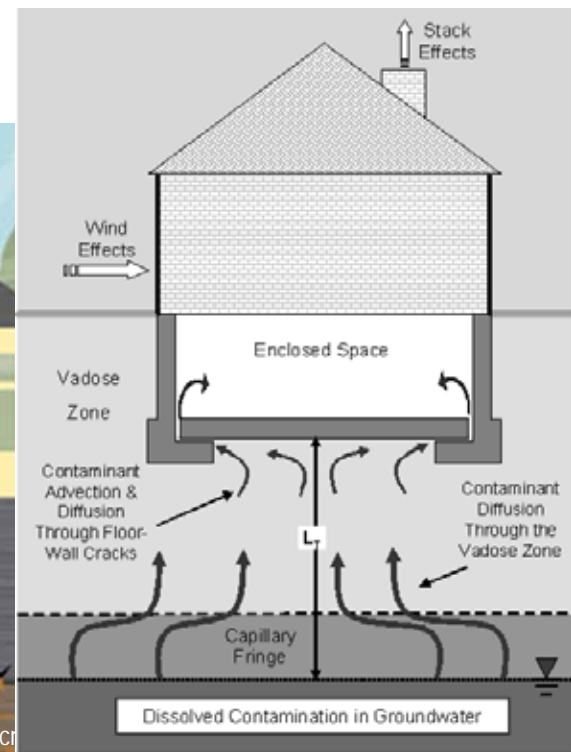 Stack
Effects
Wind
Effects
Enclosed Space
Vadose
Zone
Contaminant
Advection &
Diffusion
Through Floor-
Wall Cracks
Contaminant
Diffusion
Through the
Vadose Zone
LT
Capillary
Fringe
Dissolved Contamination in Groundwater